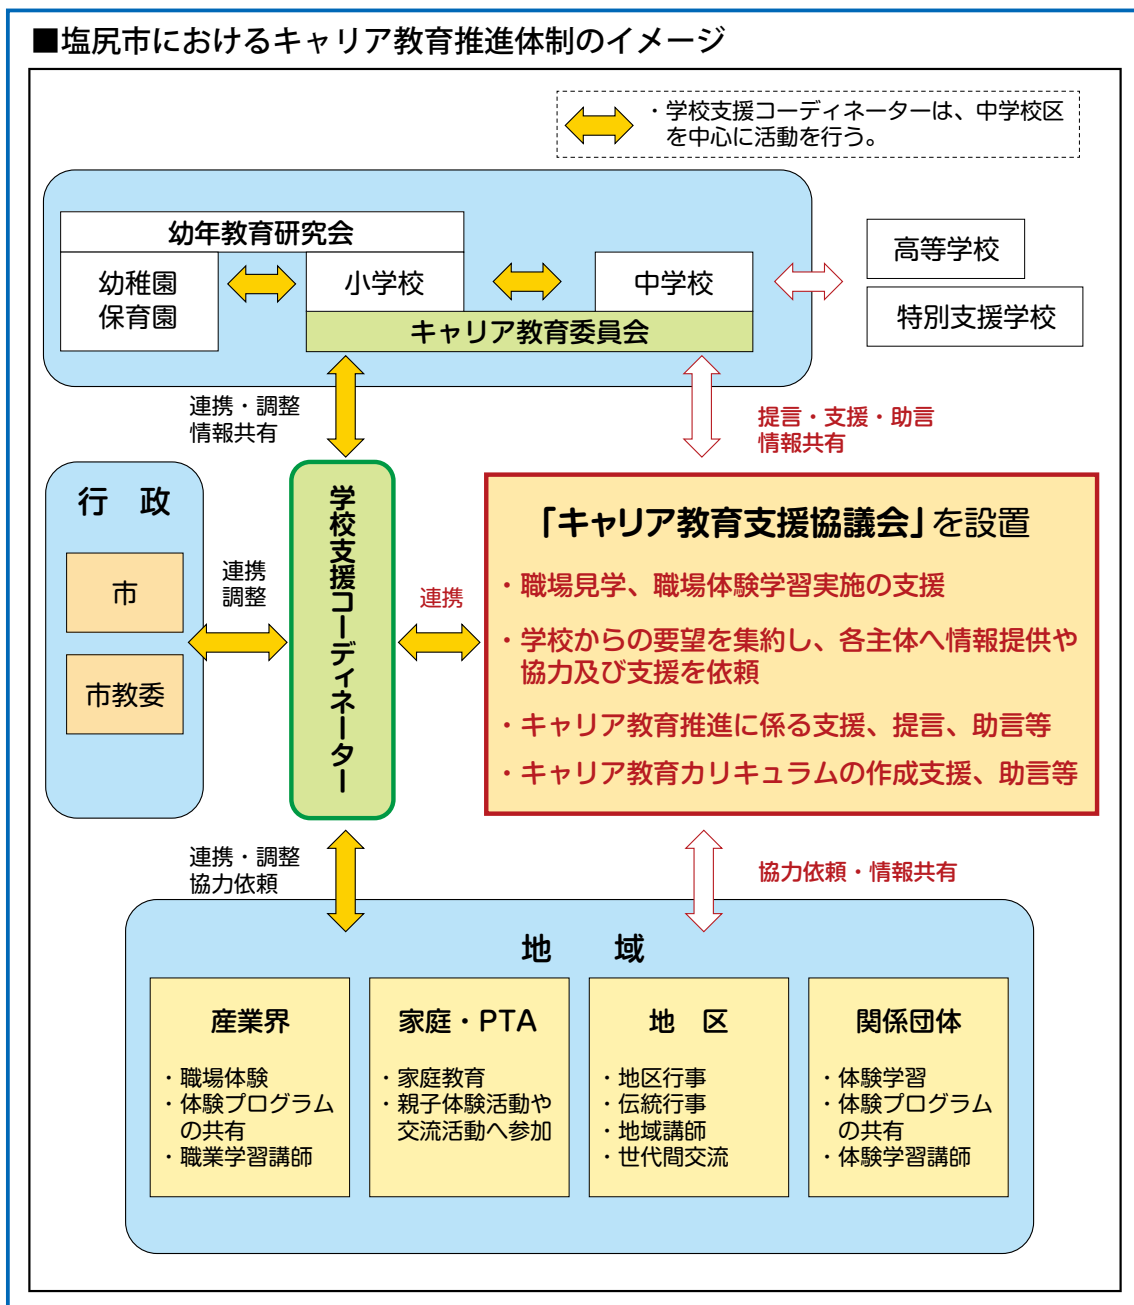 ■塩尻市におけるキャリア教育推進体制のイメージ
・学校支援コーディネーターは、中学校区
を中心に活動を行う。
幼年教育研究会
幼稚園
保育園
小学校
中学校
キャリア教育委員会
高等学校
特別支援学校
連携・調整
情報共有
提言・支援・助言
情報共有
行 政
市
市教委
連携
調整
学校支援コーディネーター
連携
「キャリア教育支援協議会」を設置
・職場見学、職場体験学習実施の支援
・学校からの要望を集約し、各主体へ情報提供や
協力及び支援を依頼
・キャリア教育推進に係る支援、提言、助言等
・キャリア教育カリキュラムの作成支援、助言等
連携・調整
協力依頼
協力依頼・情報共有
地 域
産業界
・職場体験
・体験プログラム
の共有
・職業学習講師
家庭・PTA
・家庭教育
・親子体験活動や
交流活動へ参加
地 区
・地区行事
・伝統行事
・地域講師
・世代間交流
関係団体
・体験学習
・体験プログラム
の共有
・体験学習講師